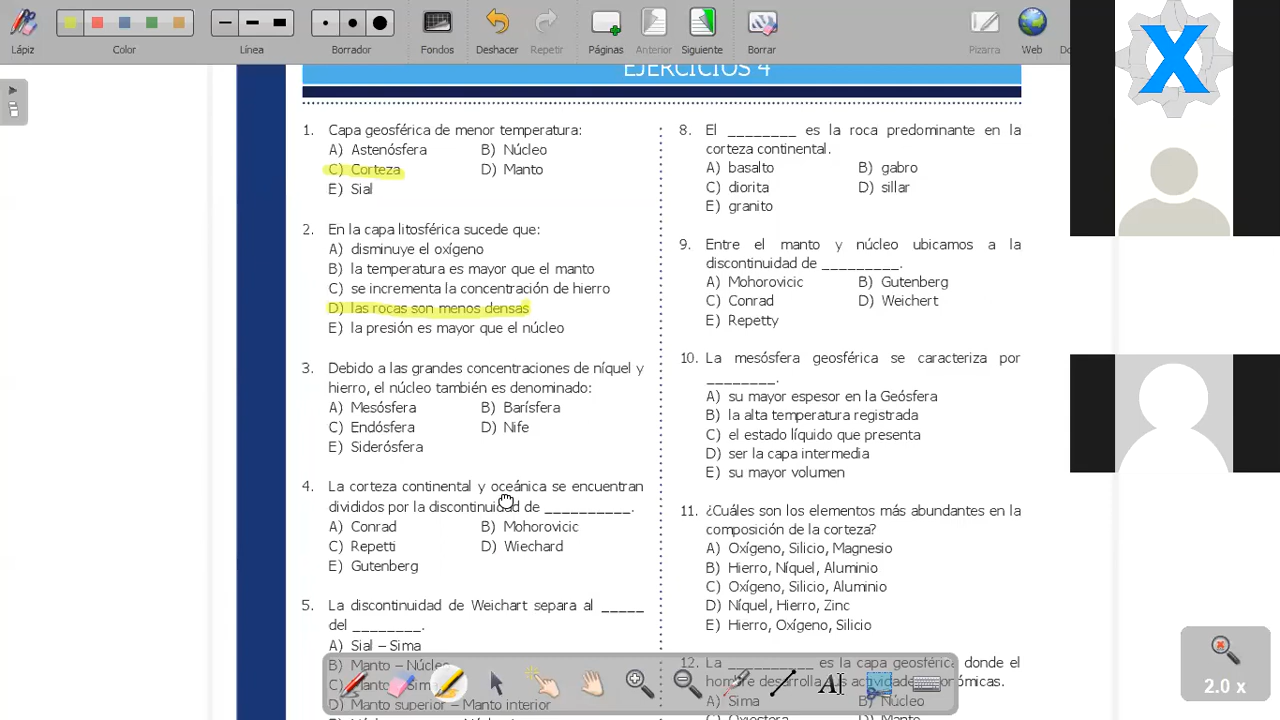 Lápiz
Color
Línea
Borrador
Fondos
Deshacer
Repetir
Páginas
Anterior
Siguiente
Borrar
Pizarra
Web
X
EJERCICIOS 4
1. Capa geosférica de menor temperatura:
A) Astenósfera B) Núcleo
C) Corteza D) Manto
E) Sial
2. En la capa litosférica sucede que:
A) disminuye el oxígeno
B) la temperatura es mayor que el manto
C) se incrementa la concentración de hierro
D) las rocas son menos densas
E) la presión es mayor que el núcleo
3. Debido a las grandes concentraciones de níquel y
hierro, el núcleo también es denominado:
A) Mesósfera B) Barísfera
C) Endósfera D) Nife
E) Siderósfera
4. La corteza continental y oceánica se encuentran
divididos por la discontinuidad de __________.
A) Conrad B) Mohorovicic
C) Repetti D) Wiechard
E) Gutenberg
5. La discontinuidad de Weichart separa al _____
del ________.
A) Sial – Sima
B) Manto – Núcleo
D) Manto superior – Manto interior
8. El ________ es la roca predominante en la
corteza continental.
A) basalto B) gabro
C) diorita D) sillar
E) granito
9. Entre el manto y núcleo ubicamos a la
discontinuidad de _________.
A) Mohorovicic B) Gutenberg
C) Conrad D) Weichert
E) Repetty
10. La mesósfera geosférica se caracteriza por
________.
A) su mayor espesor en la Geósfera
B) la alta temperatura registrada
C) el estado líquido que presenta
D) ser la capa intermedia
E) su mayor volumen
11. ¿Cuáles son los elementos más abundantes en la
composición de la corteza?
A) Oxígeno, Silicio, Magnesio
B) Hierro, Níquel, Aluminio
C) Oxígeno, Silicio, Aluminio
D) Níquel, Hierro, Zinc
E) Hierro, Oxígeno, Silicio
12. La __________ es la capa geosférica donde el
A) Sima B) Núcleo
D) Manto
2.0 x